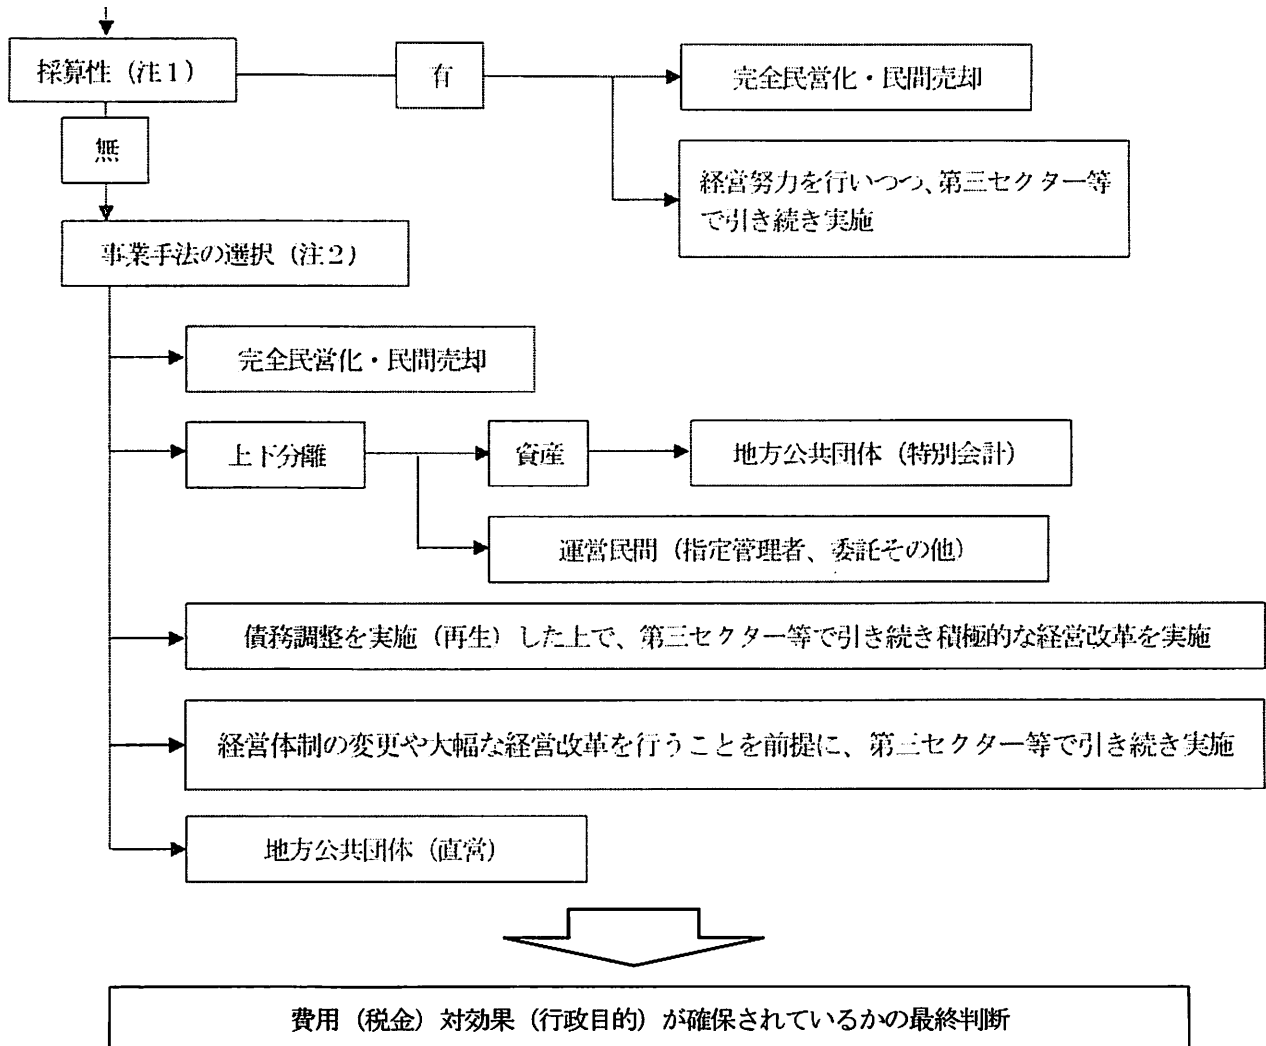 採算性（注１）
有
完全民営化・民間売却
無
経営努力を行いつつ、第三セクター等
で引き続き実施
事業手法の選択（注２）
完全民営化・民間売却
上下分離
資産
地方公共団体（特別会計）
運営民間（指定管理者、委託その他）
債務調整を実施（再生）した上で、第三セクター等で引き続き積極的な経営改革を実施
経営体制の変更や大幅な経営改革を行うことを前提に、第三セクター等で引き続き実施
地方公共団体（直営）
費用（税金）対効果（行政目的）が確保されているかの最終判断